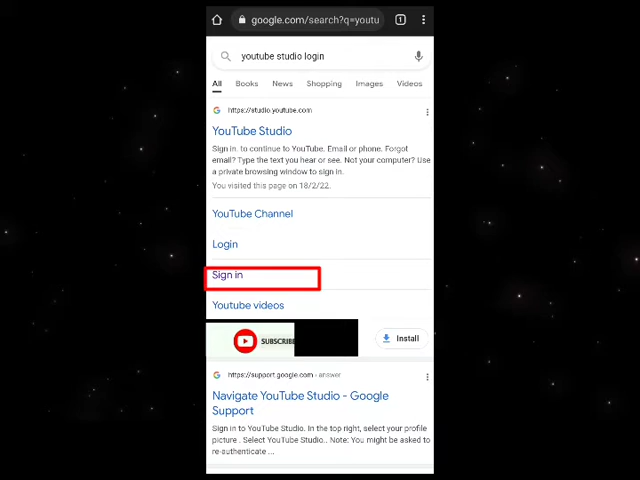 google.com/search?q=youtu
1
youtube studio login
All Books News Shopping Images Videos
https://studio.youtube.com
YouTube Studio
Sign in. to continue to YouTube. Email or phone. Forgot
email? Type the text you hear or see. Not your computer? Use
a private browsing window to sign in.
You visited this page on 18/2/22.
YouTube Channel
Login
Sign in
Youtube videos
SUBSCRIBE
Install
https://support.google.com › answer
Navigate YouTube Studio - Google
Support
Sign in to YouTube Studio. In the top right, select your profile
picture . Select YouTube Studio.. Note: You might be asked to
re-authenticate ...